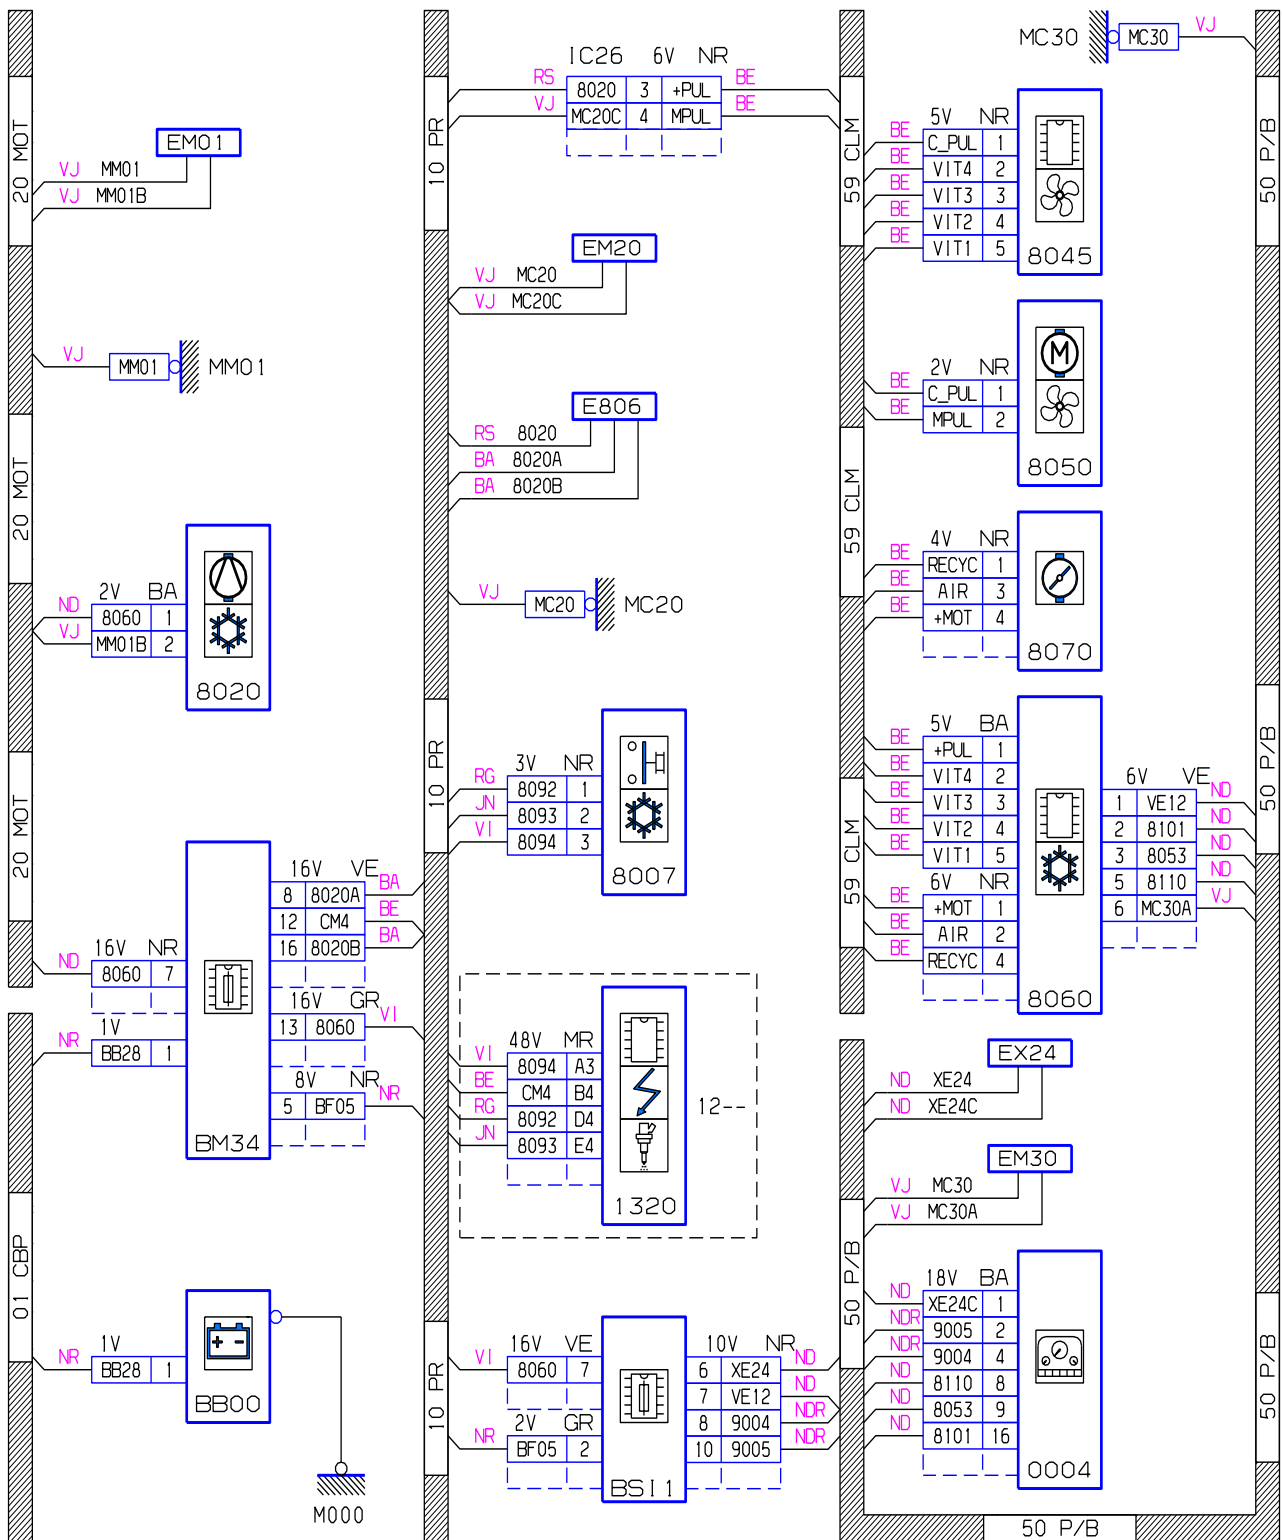 20 MOT
EM01
VJ MM01
VJ MM01B
VJ MM01 MM01
20 MOT
2V BA
ND 8060 1
VJ MM01B 2
8020
20 MOT
16V VE
8 8020A BA
12 CM4 BE
16 8020B BA
16V NR
ND 8060 7
16V GR
13 8060 VI
1V
NR BB28 1
8V NR
5 BF05 NR
BM34
01 CBP
1V
NR BB28 1
BB00
M000
10 PR
IC26 6V NR
RS 8020 3 +PUL BE
VJ MC20C 4 MPUL BE
EM20
VJ MC20
VJ MC20C
E806
RS 8020
BA 8020A
BA 8020B
VJ MC20 MC20
10 PR
3V NR
RG 8092 1
JN 8093 2
VI 8094 3
8007
48V MR
VI 8094 A3
BE CM4 B4
RG 8092 D4
JN 8093 E4
1320
12--
10 PR
16V VE
VI 8060 7
2V GR
NR BF05 2
10V NR
6 XE24 ND
7 VE12 ND
8 9004 NDR
10 9005 NDR
BSI1
MC30 MC30 VJ
59 CLM
50 P/B
5V NR
BE C_PUL 1
BE VIT4 2
BE VIT3 3
BE VIT2 4
BE VIT1 5
8045
M
2V NR
BE C_PUL 1
BE MPUL 2
8050
59 CLM
4V NR
BE RECYC 1
BE AIR 3
BE +MOT 4
8070
50 P/B
59 CLM
5V BA
BE +PUL 1
BE VIT4 2
BE VIT3 3
BE VIT2 4
BE VIT1 5
6V NR
BE +MOT 1
BE AIR 2
BE RECYC 4
6V VE
1 VE12 ND
2 8101 ND
3 8053 ND
5 8110 ND
6 MC30A VJ
8060
EX24
ND XE24
ND XE24C
EM30
VJ MC30
VJ MC30A
50 P/B
18V BA
ND XE24C 1
NDR 9005 2
NDR 9004 4
ND 8110 8
ND 8053 9
ND 8101 16
0004
50 P/B
50 P/B